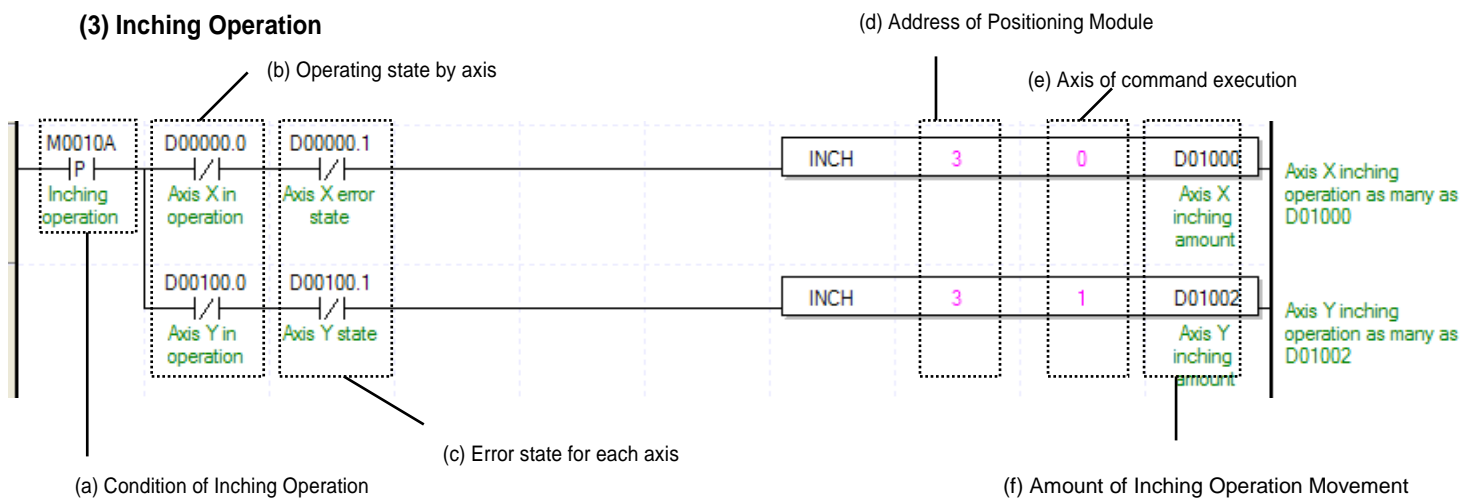 (3) Inching Operation
(d) Address of Positioning Module
(b) Operating state by axis
(e) Axis of command execution
M0010A
D00000.0
D00000.1
P
INCH
3
0
D01000
Inching
operation
Axis X in
operation
Axis X error
state
Axis X
inching
amount
Axis X inching
operation as many as
D01000
D00100.0
D00100.1
INCH
3
1
D01002
Axis Y in
operation
Axis Y state
Axis Y
inching
amount
Axis Y inching
operation as many as
D01002
(c) Error state for each axis
(a) Condition of Inching Operation
(f) Amount of Inching Operation Movement